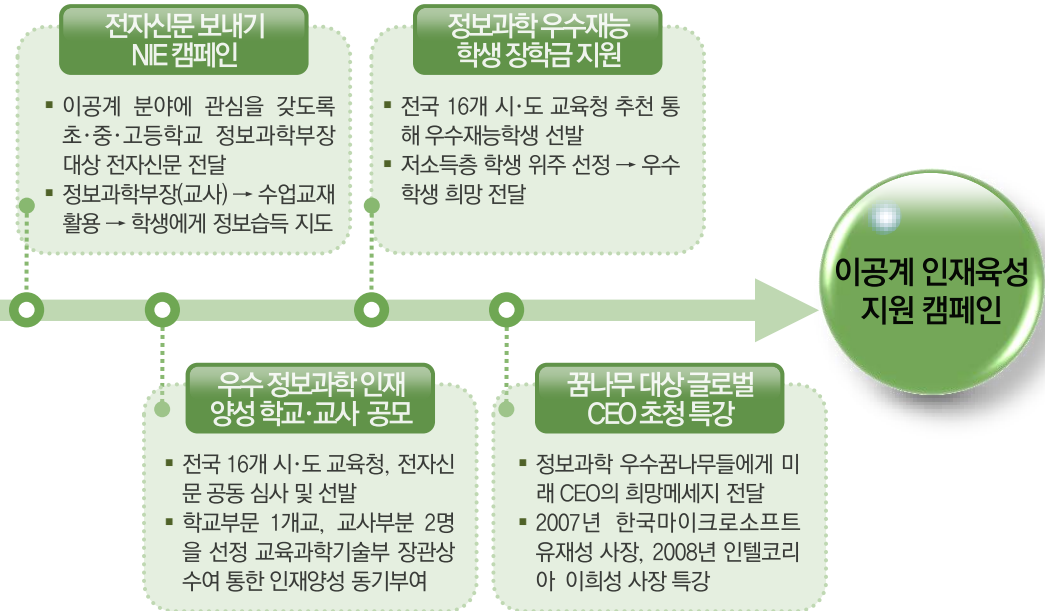 전자신문 보내기
NIE 캠페인
▪ 이공계 분야에 관심을 갖도록
초·중·고등학교 정보과학부장
대상 전자신문 전달
▪ 정보과학부장(교사) → 수업교재
활용 → 학생에게 정보습득 지도
정보과학 우수재능
학생 장학금 지원
▪ 전국 16개 시·도 교육청 추천 통
해 우수재능학생 선발
▪ 저소득층 학생 위주 선정 → 우수
학생 희망 전달
이공계 인재육성
지원 캠페인
우수 정보과학 인재
양성 학교·교사 공모
▪ 전국 16개 시·도 교육청, 전자신
문 공동 심사 및 선발
▪ 학교부문 1개교, 교사부분 2명
을 선정 교육과학기술부 장관상
수여 통한 인재양성 동기부여
꿈나무 대상 글로벌
CEO 초청 특강
▪ 정보과학 우수꿈나무들에게 미
래 CEO의 희망메세지 전달
▪ 2007년 한국마이크로소프트
유재성 사장, 2008년 인텔코리
아 이희성 사장 특강